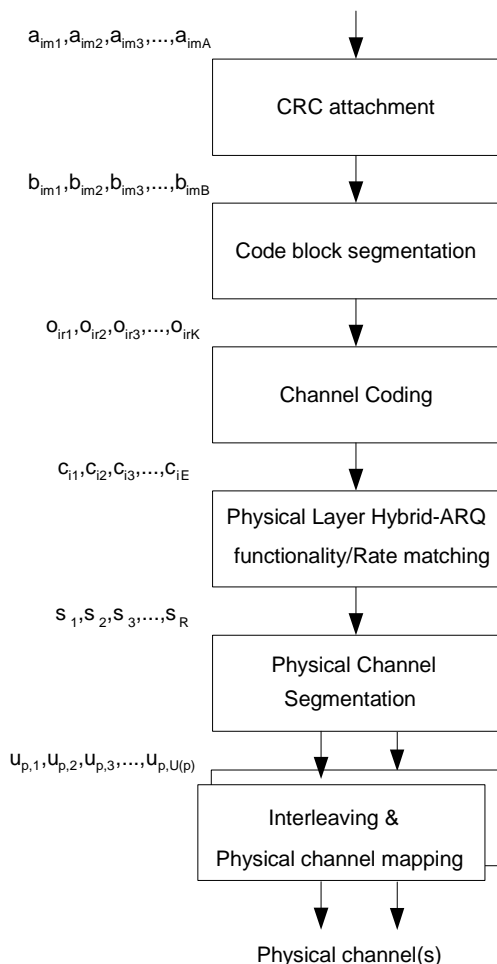 a_im1,a_im2,a_im3,...,a_imA
CRC attachment
b_im1,b_im2,b_im3,...,b_imB
Code block segmentation
o_ir1,o_ir2,o_ir3,...,o_irK
Channel Coding
c_i1,c_i2,c_i3,...,c_iE
Physical Layer Hybrid-ARQ
functionality/Rate matching
s_1,s_2,s_3,...,s_R
Physical Channel
Segmentation
u_p,1,u_p,2,u_p,3,...,u_p,U(p)
Interleaving &
Physical channel mapping
Physical channel(s)